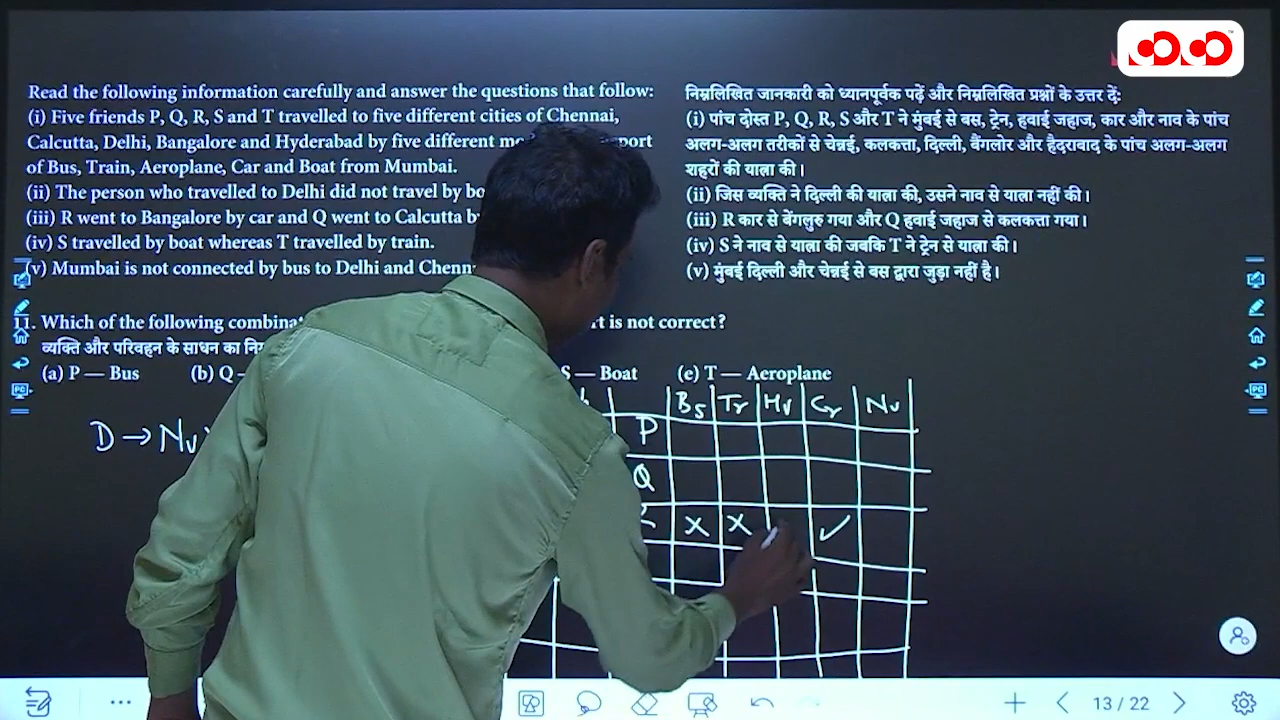 Read the following information carefully and answer the questions that follow:
(i) Five friends P, Q, R, S and T travelled to five different cities of Chennai,
Calcutta, Delhi, Bangalore and Hyderabad by five different
of Bus, Train, Aeroplane, Car and Boat from Mumbai.
(ii) The person who travelled to Delhi did not travel by
(iii) R went to Bangalore by car and Q went to Calcutta
(iv) S travelled by boat whereas T travelled by train.
(v) Mumbai is not connected by bus to Delhi and
11. Which of the following is not correct?
व्यक्ति और परिवहन के साधन का
(a) P — Bus (b) Q S — Boat (e) T — Aeroplane
निम्नलिखित जानकारी को ध्यानपूर्वक पढ़ें और निम्नलिखित प्रश्नों के उत्तर दें:
(i) पांच दोस्त P, Q, R, S और T ने मुंबई से बस, ट्रेन, हवाई जहाज, कार और नाव के पांच
अलग-अलग तरीकों से चेन्नई, कलकत्ता, दिल्ली, बैंगलोर और हैदराबाद के पांच अलग-अलग
शहरों की यात्रा की।
(ii) जिस व्यक्ति ने दिल्ली की यात्रा की, उसने नाव से यात्रा नहीं की।
(iii) R कार से बेंगलुरु गया और Q हवाई जहाज से कलकत्ता गया।
(iv) S ने नाव से यात्रा की जबकि T ने ट्रेन से यात्रा की।
(v) मुंबई दिल्ली और चेन्नई से बस द्वारा जुड़ा नहीं है।
D → Nv
Bs Tr Hv Cr Nv
P
Q
x x ✓
13 / 22